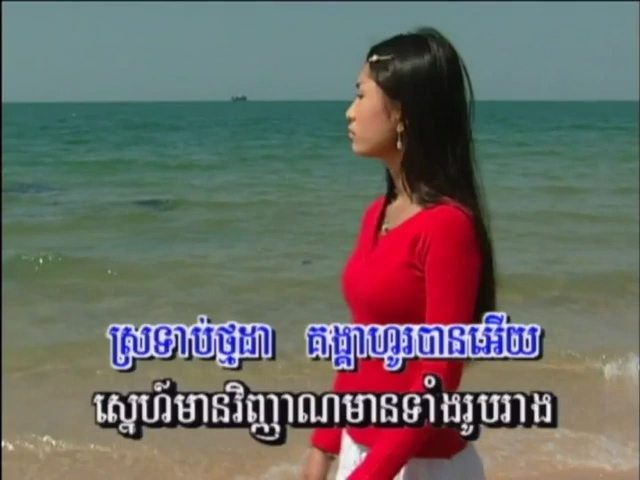 ស្រទាប់ថ្មដា គង្គាហូរបានអើយ
ស្នេហ៍មានវិញ្ញាណមានទាំងរូបរាង